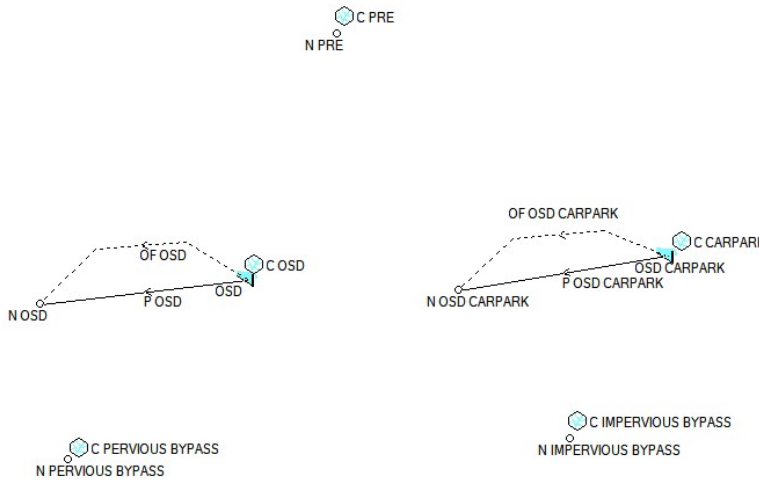 C PRE
N PRE
OF OSD CARPARK
C CARPARK
OF OSD
C OSD
OSD CARPARK
P OSD CARPARK
OSD
P OSD
N OSD CARPARK
N OSD
C IMPERVIOUS BYPASS
N IMPERVIOUS BYPASS
C PERVIOUS BYPASS
N PERVIOUS BYPASS